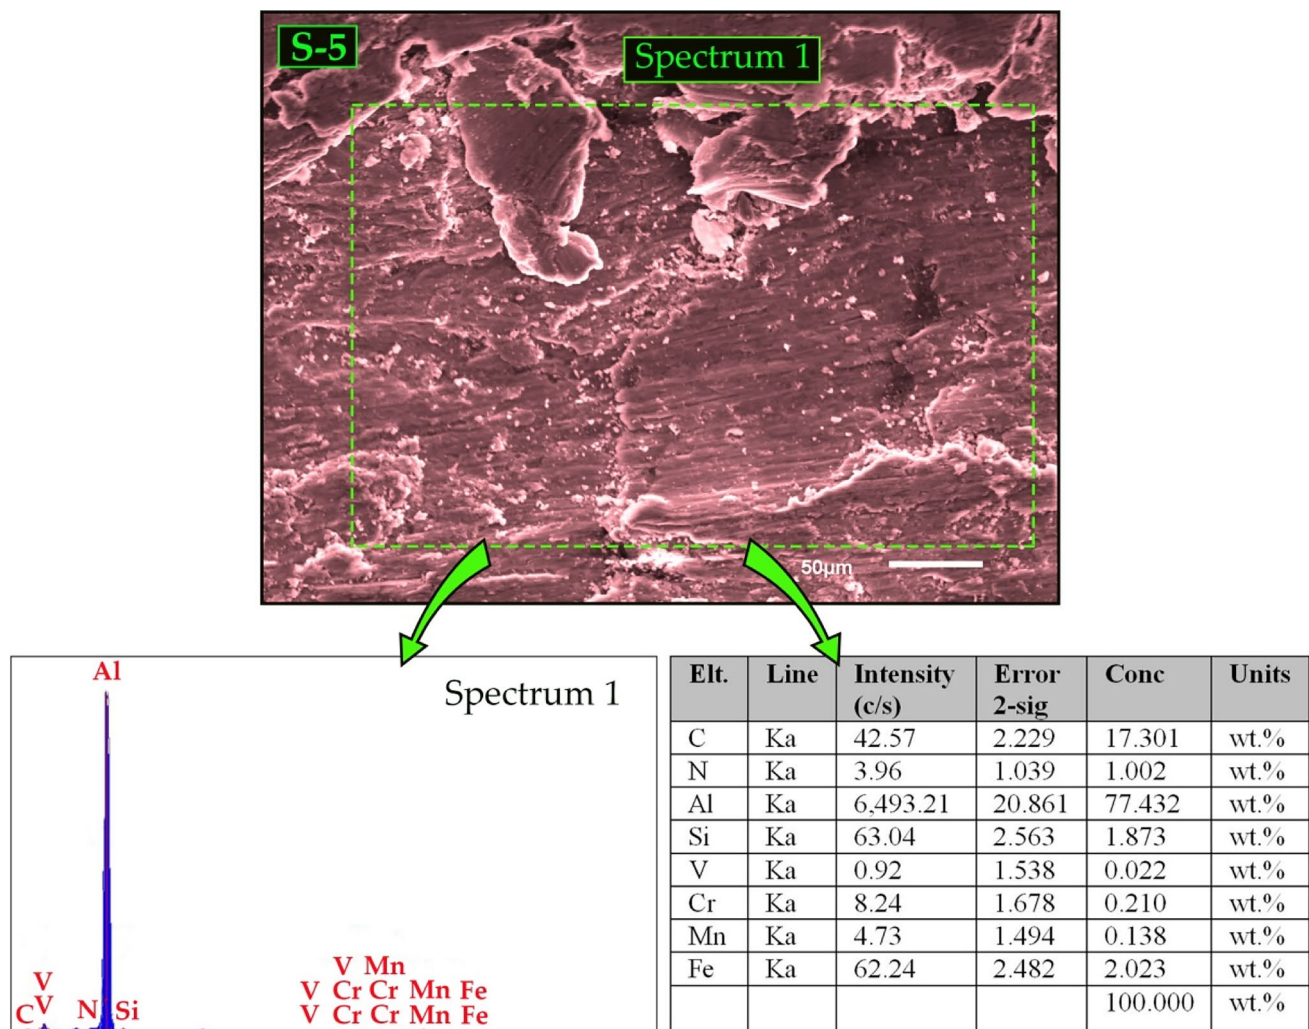 S-5
Spectrum 1
50µm
Al
Spectrum 1
V Mn
V
V Cr Cr Mn Fe
C V N Si V Cr Cr Mn Fe
Elt. Line Intensity (c/s) Error 2-sig Conc Units
C Ka 42.57 2.229 17.301 wt.%
N Ka 3.96 1.039 1.002 wt.%
Al Ka 6,493.21 20.861 77.432 wt.%
Si Ka 63.04 2.563 1.873 wt.%
V Ka 0.92 1.538 0.022 wt.%
Cr Ka 8.24 1.678 0.210 wt.%
Mn Ka 4.73 1.494 0.138 wt.%
Fe Ka 62.24 2.482 2.023 wt.%
100.000 wt.%